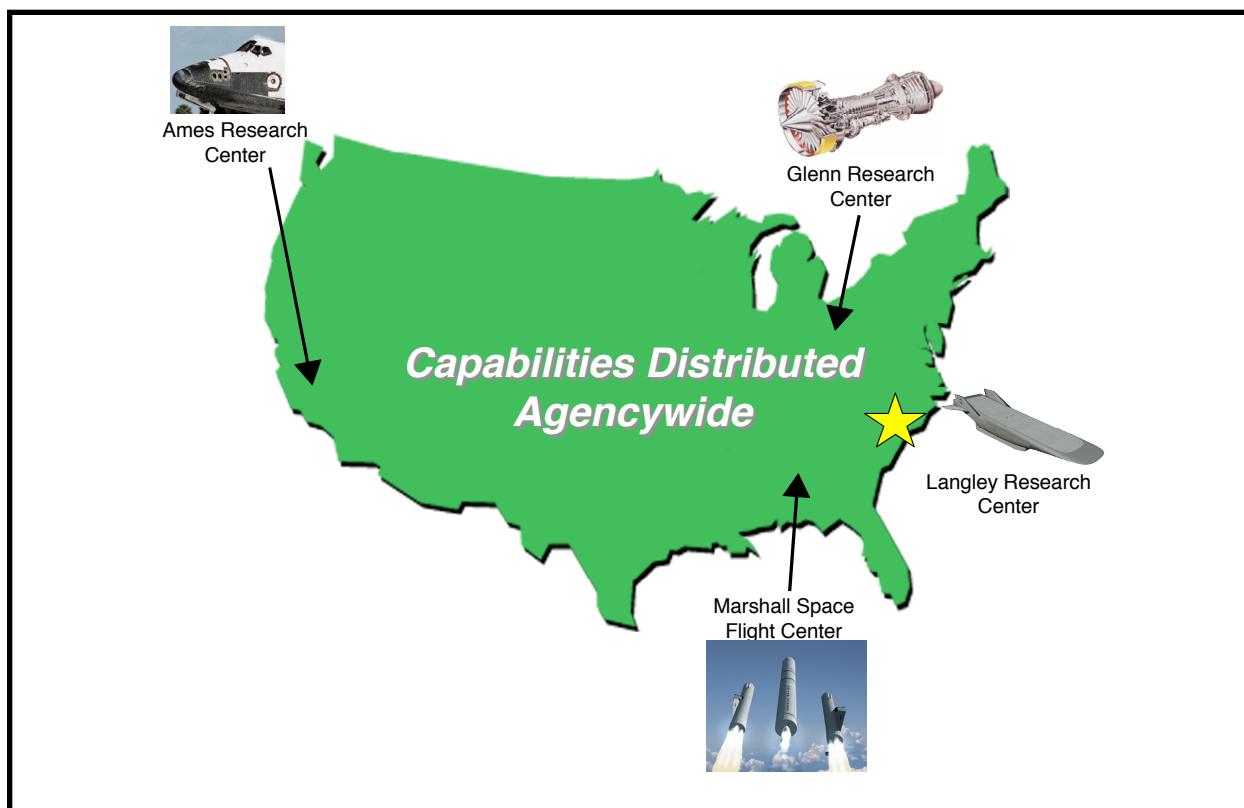 Ames Research
Center
Glenn Research
Center
Capabilities Distributed
Agencywide
Langley Research
Center
Marshall Space
Flight Center